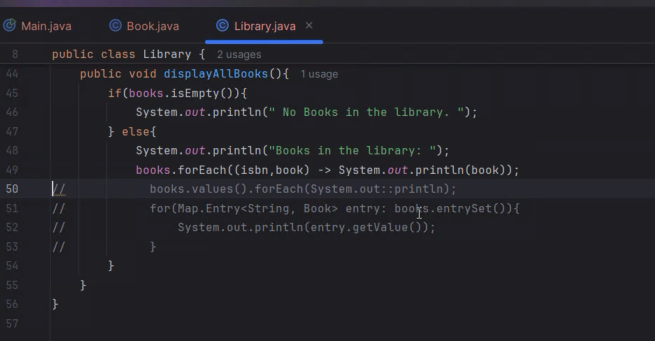 Main.java Book.java Library.java ×
8 public class Library { 2 usages
44 public void displayAllBooks(){ 1 usage
45 if(books.isEmpty()){
46 System.out.println(" No Books in the library. ");
47 } else{
48 System.out.println("Books in the library: ");
49 books.forEach((isbn,book) -> System.out.println(book));
50 // books.values().forEach(System.out::println);
51 // for(Map.Entry<String, Book> entry: books.entrySet()){
52 // System.out.println(entry.getValue());
53 // }
54 }
55 }
56 }
57